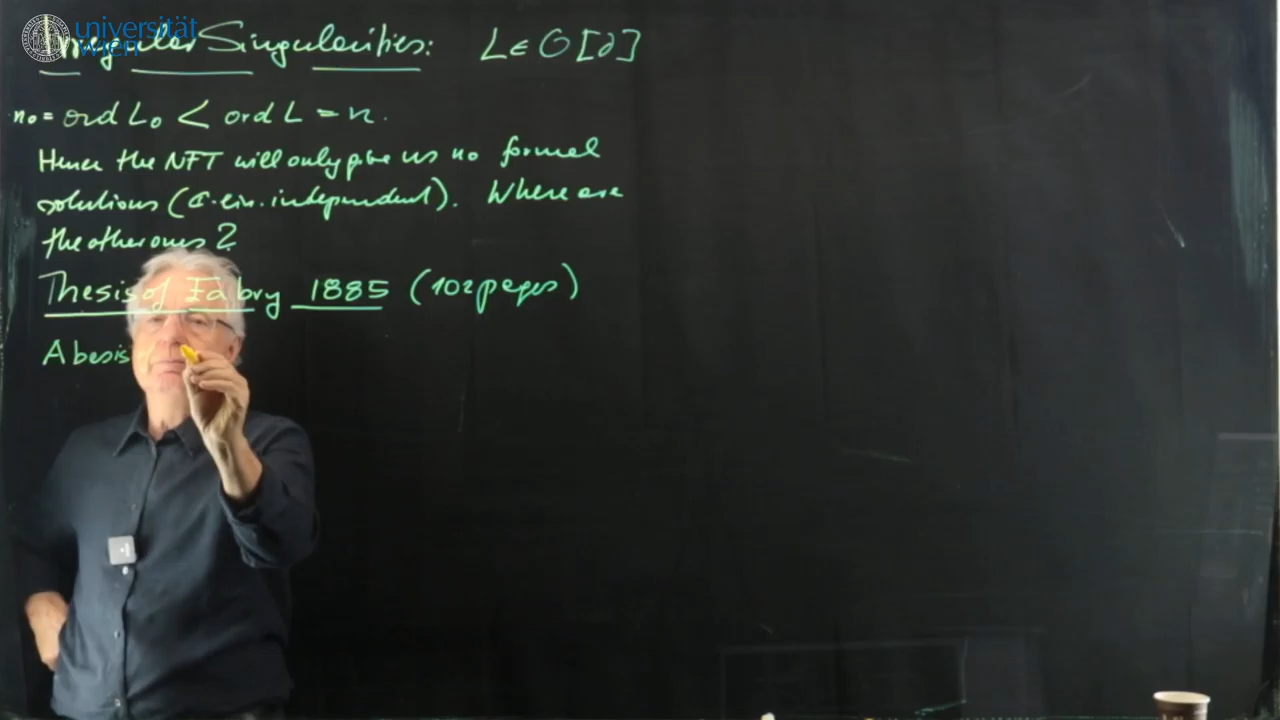 universität
wien
Irregular Singularities: L ∈ O[∂]
n₀ = ord L₀ < ord L = n.
Hence the NFT will only give us n₀ formal
solutions (ℂ-lin. independent). Where are
the other ones?
Thesis of Fabry 1885 (102 pages)
A basis